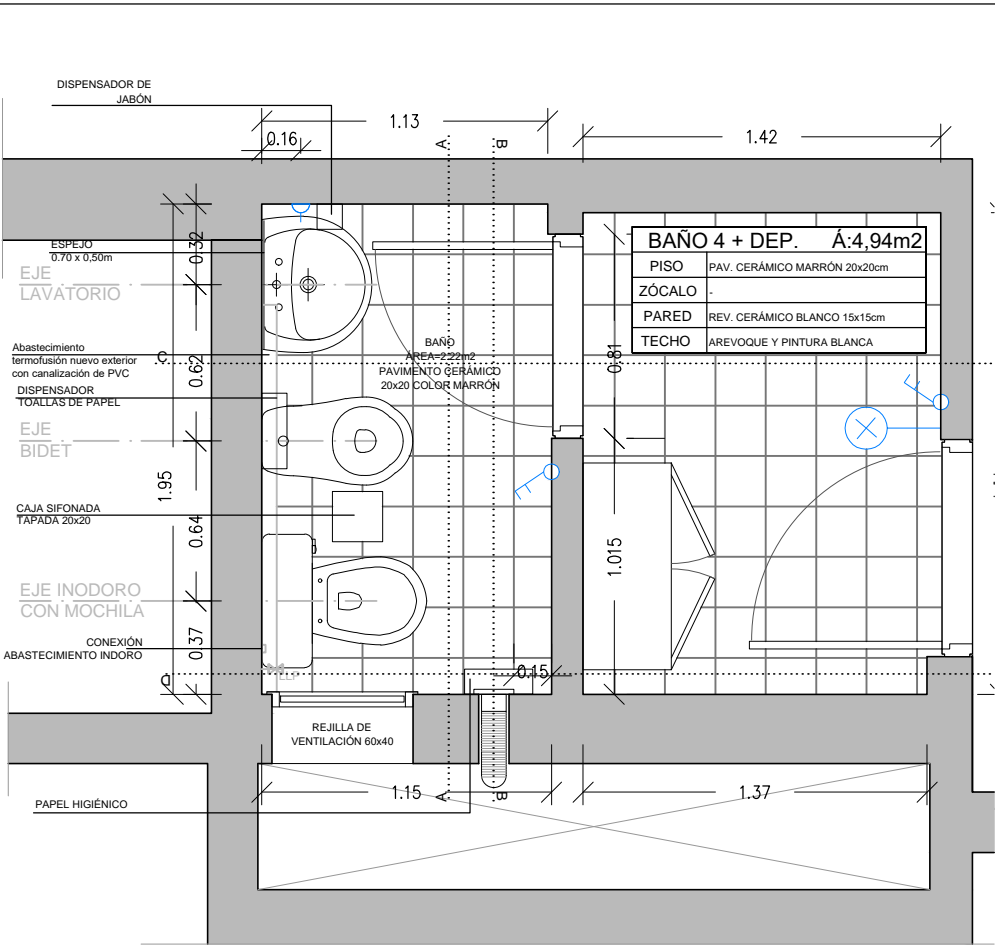 DISPENSADOR DE
JABÓN
1.13
0.16
1.42
A
B
ESPEJO
0.70 x 0,50m
0.32
EJE
LAVATORIO
BAÑO 4 + DEP. Á:4,94m2
PISO PAV. CERÁMICO MARRÓN 20x20cm
ZÓCALO -
PARED REV. CERÁMICO BLANCO 15x15cm
TECHO AREVOQUE Y PINTURA BLANCA
Abastecimiento
termofusión nuevo exterior
con canalización de PVC
C
0.62
BAÑO
ÁREA=2,22m2
PAVIMENTO CERÁMICO
20x20 COLOR MARRÓN
0.81
DISPENSADOR
TOALLAS DE PAPEL
EJE
BIDET
1.95
CAJA SIFONADA
TAPADA 20x20
0.64
1.015
EJE INODORO
CON MOCHILA
CONEXIÓN
ABASTECIMIENTO INDORO
0.37
D
LLP
0.15
REJILLA DE
VENTILACIÓN 60x40
1.15
A
B
1.37
PAPEL HIGIÉNICO